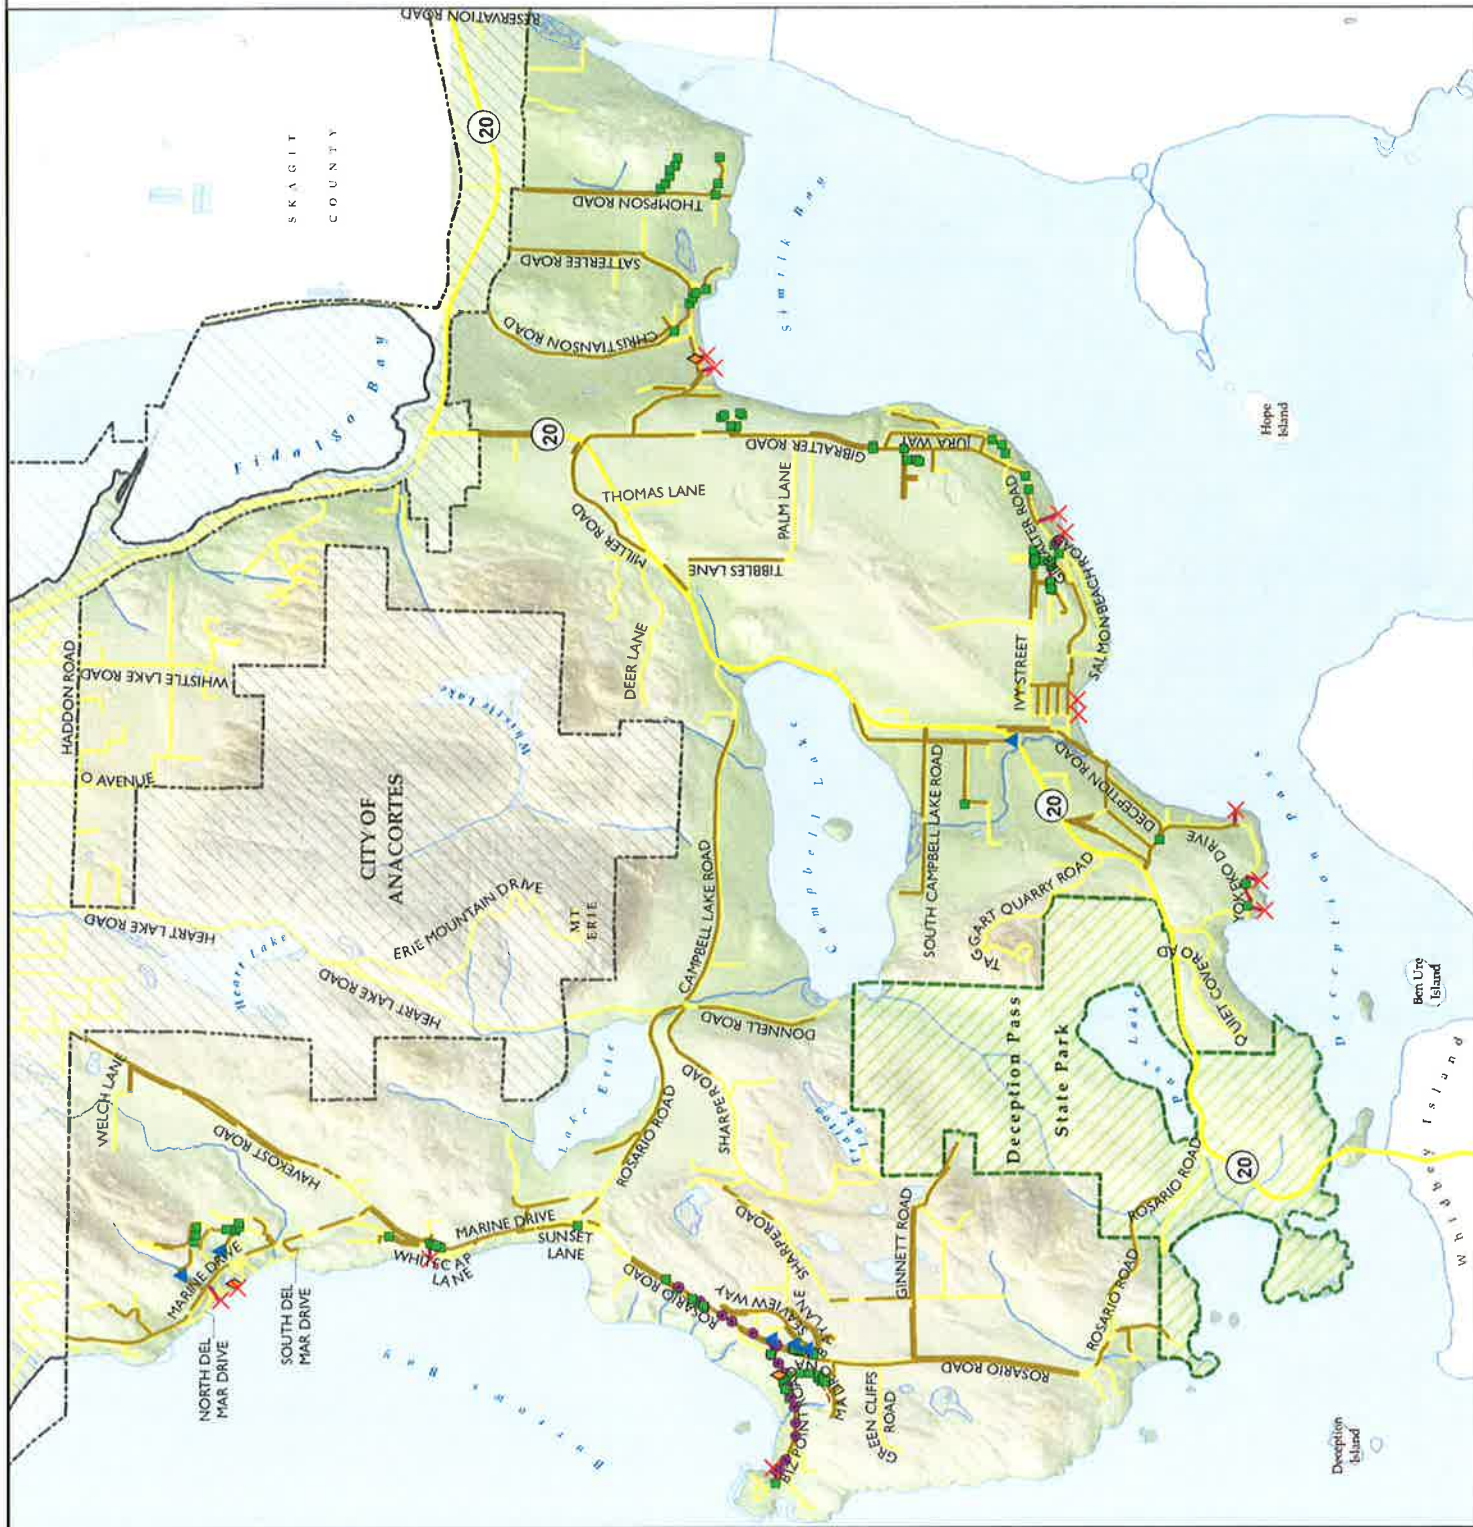 RESERVATION ROAD
SKAGIT
COUNTY
20
THOMPSON ROAD
SATTERLEE ROAD
CHRISTIANSON ROAD
Similk Bay
Fidalgo Bay
20
HADDON ROAD
WHISTLE LAKE ROAD
O AVENUE
Whistle Lake
CITY OF
ANACORTES
MILLER ROAD
THOMAS LANE
PALM LANE
TIBBLES LANE
DEER LANE
GIBRALTER ROAD
JURA WAY
GIBRALTER ROAD
SALMON BEACH ROAD
IVY STREET
Hope
Island
HEART LAKE ROAD
Heart Lake
ERIE MOUNTAIN DRIVE
MT
ERIE
HEART LAKE ROAD
CAMPBELL LAKE ROAD
Campbell Lake
SOUTH CAMPBELL LAKE ROAD
DECEPTION ROAD
20
TAGGART QUARRY ROAD
YOKEKO DRIVE
QUIET COVE ROAD
Deception Pass
Ben Ure
Island
Whidbey Island
DONNELL ROAD
Deception Pass
State Park
Pass Lake
20
WELCH LANE
HAVEKOST ROAD
Lake Erie
ROSARIO ROAD
SHARPE ROAD
Trafton
Lake
MARINE DRIVE
NORTH DEL
MAR DRIVE
SOUTH DEL
MAR DRIVE
WHITECAP
LANE
MARINE DRIVE
SUNSET
LANE
ROSARIO ROAD
SHARPE ROAD
SEAVIEW WAY
GINNETT ROAD
ROSARIO ROAD
ROSARIO ROAD
ROSARIO ROAD
BIZ POINT ROAD
GREEN CLIFFS
ROAD
Burrows Bay
Deception
Island